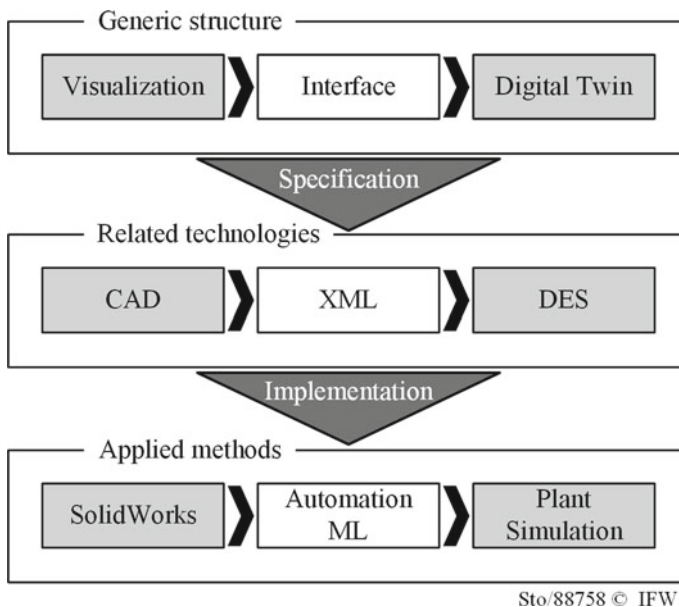 Generic structure
Visualization
Interface
Digital Twin
Specification
Related technologies
CAD
XML
DES
Implementation
Applied methods
SolidWorks
Automation
ML
Plant
Simulation
Sto/88758 © IFW